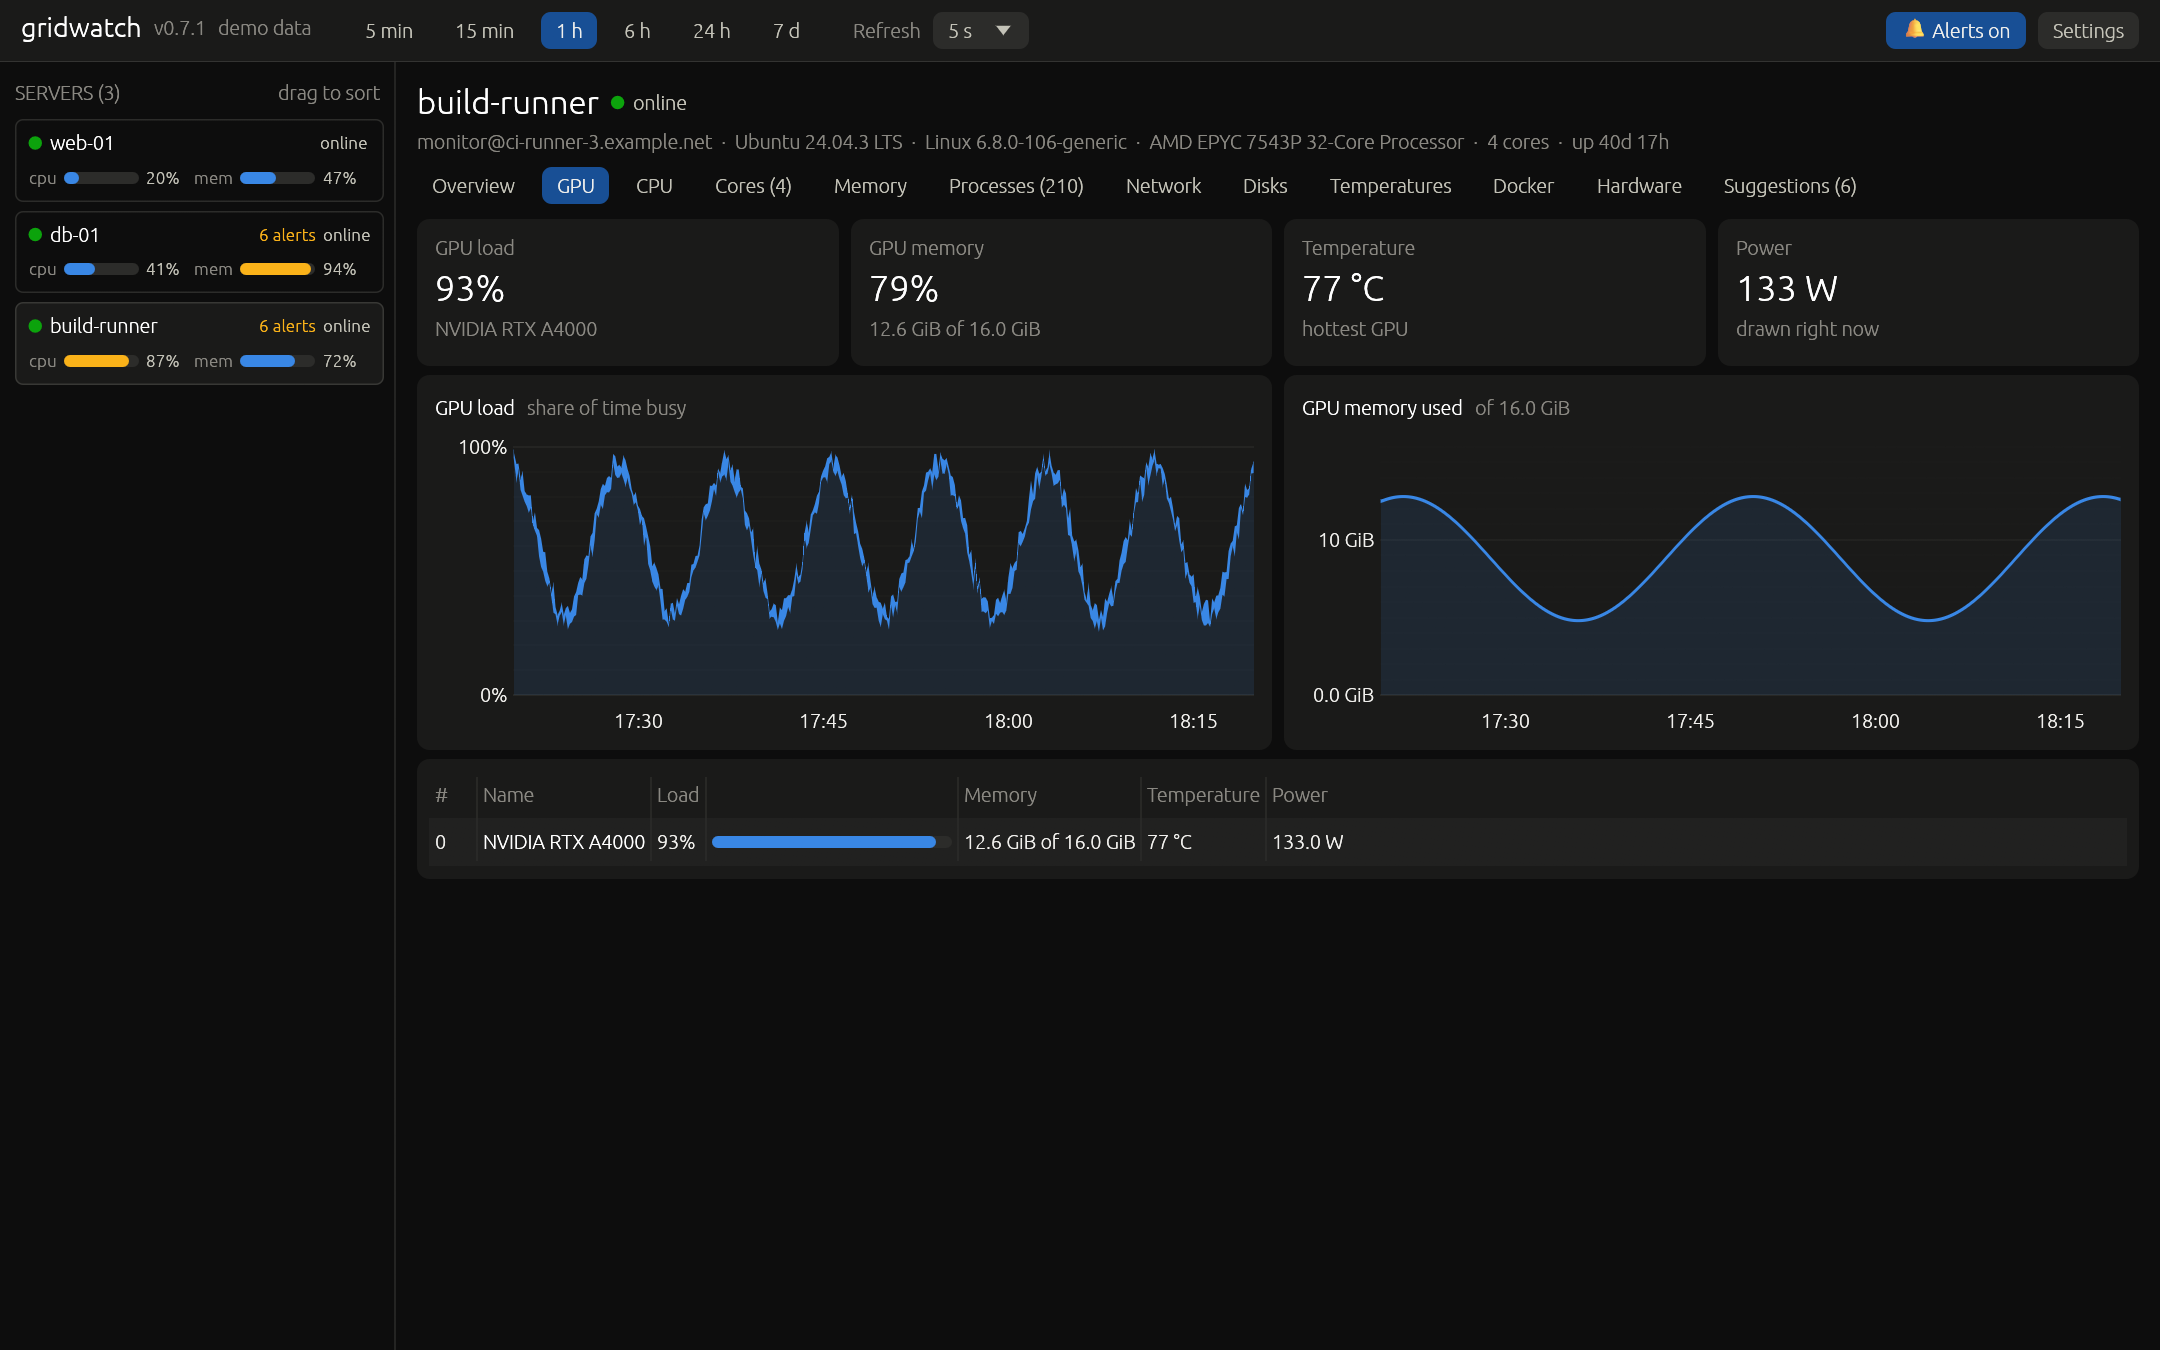 gridwatch v0.7.1 demo data 5 min 15 min 1 h 6 h 24 h 7 d Refresh 5 s 🔔 Alerts on Settings
SERVERS (3) drag to sort
web-01 online
cpu 20% mem 47%
db-01 6 alerts online
cpu 41% mem 94%
build-runner 6 alerts online
cpu 87% mem 72%
build-runner online
monitor@ci-runner-3.example.net · Ubuntu 24.04.3 LTS · Linux 6.8.0-106-generic · AMD EPYC 7543P 32-Core Processor · 4 cores · up 40d 17h
Overview GPU CPU Cores (4) Memory Processes (210) Network Disks Temperatures Docker Hardware Suggestions (6)
GPU load
93%
NVIDIA RTX A4000
GPU memory
79%
12.6 GiB of 16.0 GiB
Temperature
77 °C
hottest GPU
Power
133 W
drawn right now
GPU load share of time busy
100%
0%
17:30 17:45 18:00 18:15
GPU memory used of 16.0 GiB
10 GiB
0.0 GiB
17:30 17:45 18:00 18:15
# Name Load Memory Temperature Power
0 NVIDIA RTX A4000 93% 12.6 GiB of 16.0 GiB 77 °C 133.0 W